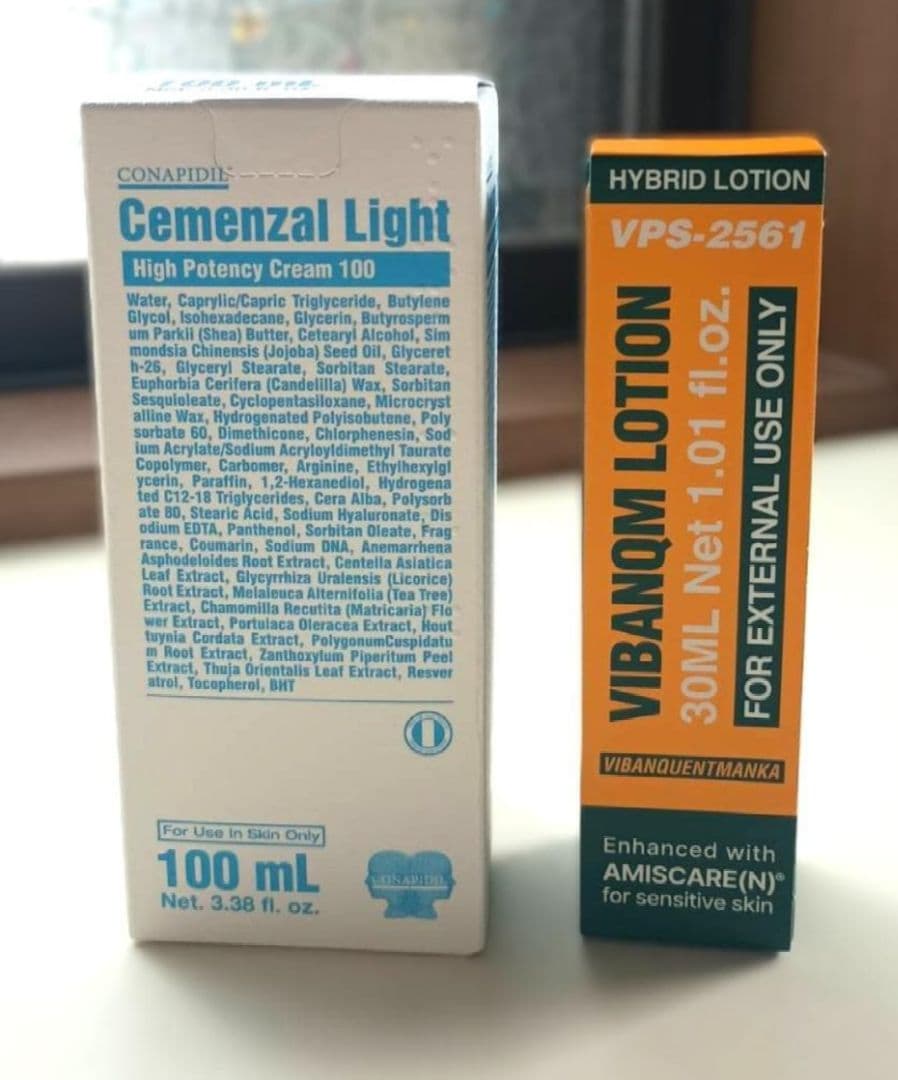 100 mL
CONAPIDIL
Cemenzal Light
High Potency Cream 100
Water, Caprylic/Capric Triglyceride, Butylene
Glycol, Isohexadecane, Glycerin, Butyrosperm
um Parkii (Shea) Butter, Cetearyl Alcohol, Sim
mondsia Chinensis (Jojoba) Seed Oil, Glyceret
h-26, Glyceryl Stearate, Sorbitan Stearate,
Euphorbia Cerifera (Candelilla) Wax, Sorbitan
Sesquioleate, Cyclopentasiloxane, Microcryst
alline Wax, Hydrogenated Polyisobutene, Poly
sorbate 60, Dimethicone, Chlorphenesin, Sod
ium Acrylate/Sodium Acryloyldimethyl Taurate
Copolymer, Carbomer, Arginine, Ethylhexylgl
ycerin, Paraffin, 1,2-Hexanediol, Hydrogena
ted C12-18 Triglycerides, Cera Alba, Polysorb
ate 80, Stearic Acid, Sodium Hyaluronate, Dis
odium EDTA, Panthenol, Sorbitan Oleate, Frag
rance, Coumarin, Sodium DNA, Anemarrhena
Asphodeloides Root Extract, Centella Asiatica
Leaf Extract, Glycyrrhiza Uralensis (Licorice)
Root Extract, Melaleuca Alternifolia (Tea Tree)
Extract, Chamomilla Recutita (Matricaria) Flo
wer Extract, Portulaca Oleracea Extract, Hout
tuynia Cordata Extract, PolygonumCuspidatu
m Root Extract, Zanthoxylum Piperitum Peel
Extract, Thuja Orientalis Leaf Extract, Resver
atrol, Tocopherol, BHT
For Use In Skin Only
100 mL
Net. 3.38 fl. oz.
CONAPIDIL
HYBRID LOTION
VPS-2561
VIBANQM LOTION
30ML Net 1.01 fl.oz.
FOR EXTERNAL USE ONLY
VIBANQUENTMANKA
Enhanced with
AMISCARE(N)®
for sensitive skin